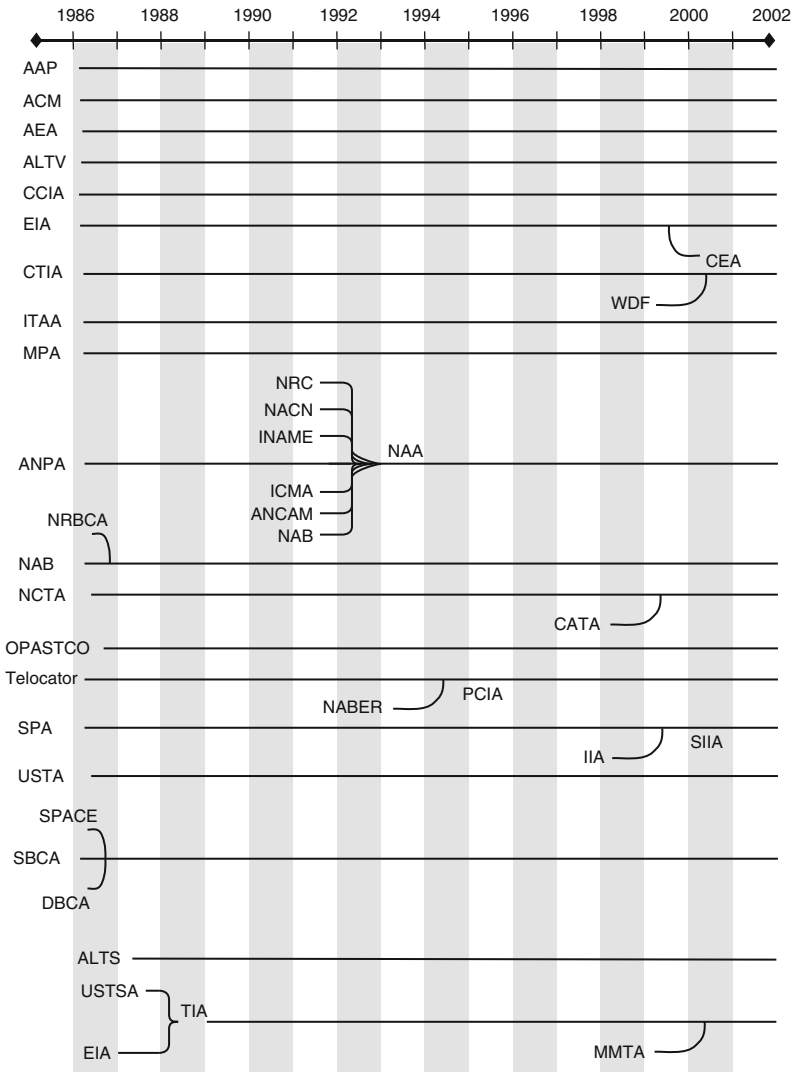 1986 1988 1990 1992 1994 1996 1998 2000 2002
AAP
ACM
AEA
ALTV
CCIA
EIA
CEA
CTIA
WDF
ITAA
MPA
NRC
NACN
INAME
NAA
ANPA
ICMA
ANCAM
NRBCA
NAB
NAB
NCTA
CATA
OPASTCO
Telocator
PCIA
NABER
SPA
SIIA
IIA
USTA
SPACE
SBCA
DBCA
ALTS
USTSA
TIA
EIA
MMTA